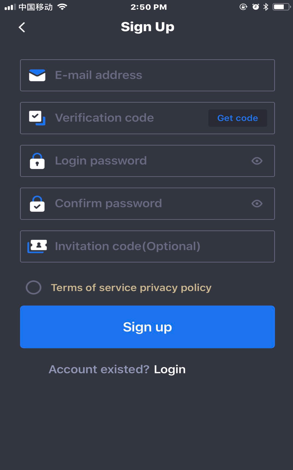 中国移动
2:50 PM
Sign Up
E-mail address
Verification code
Get code
Login password
Confirm password
Invitation code(Optional)
Terms of service privacy policy
Sign up
Account existed? Login